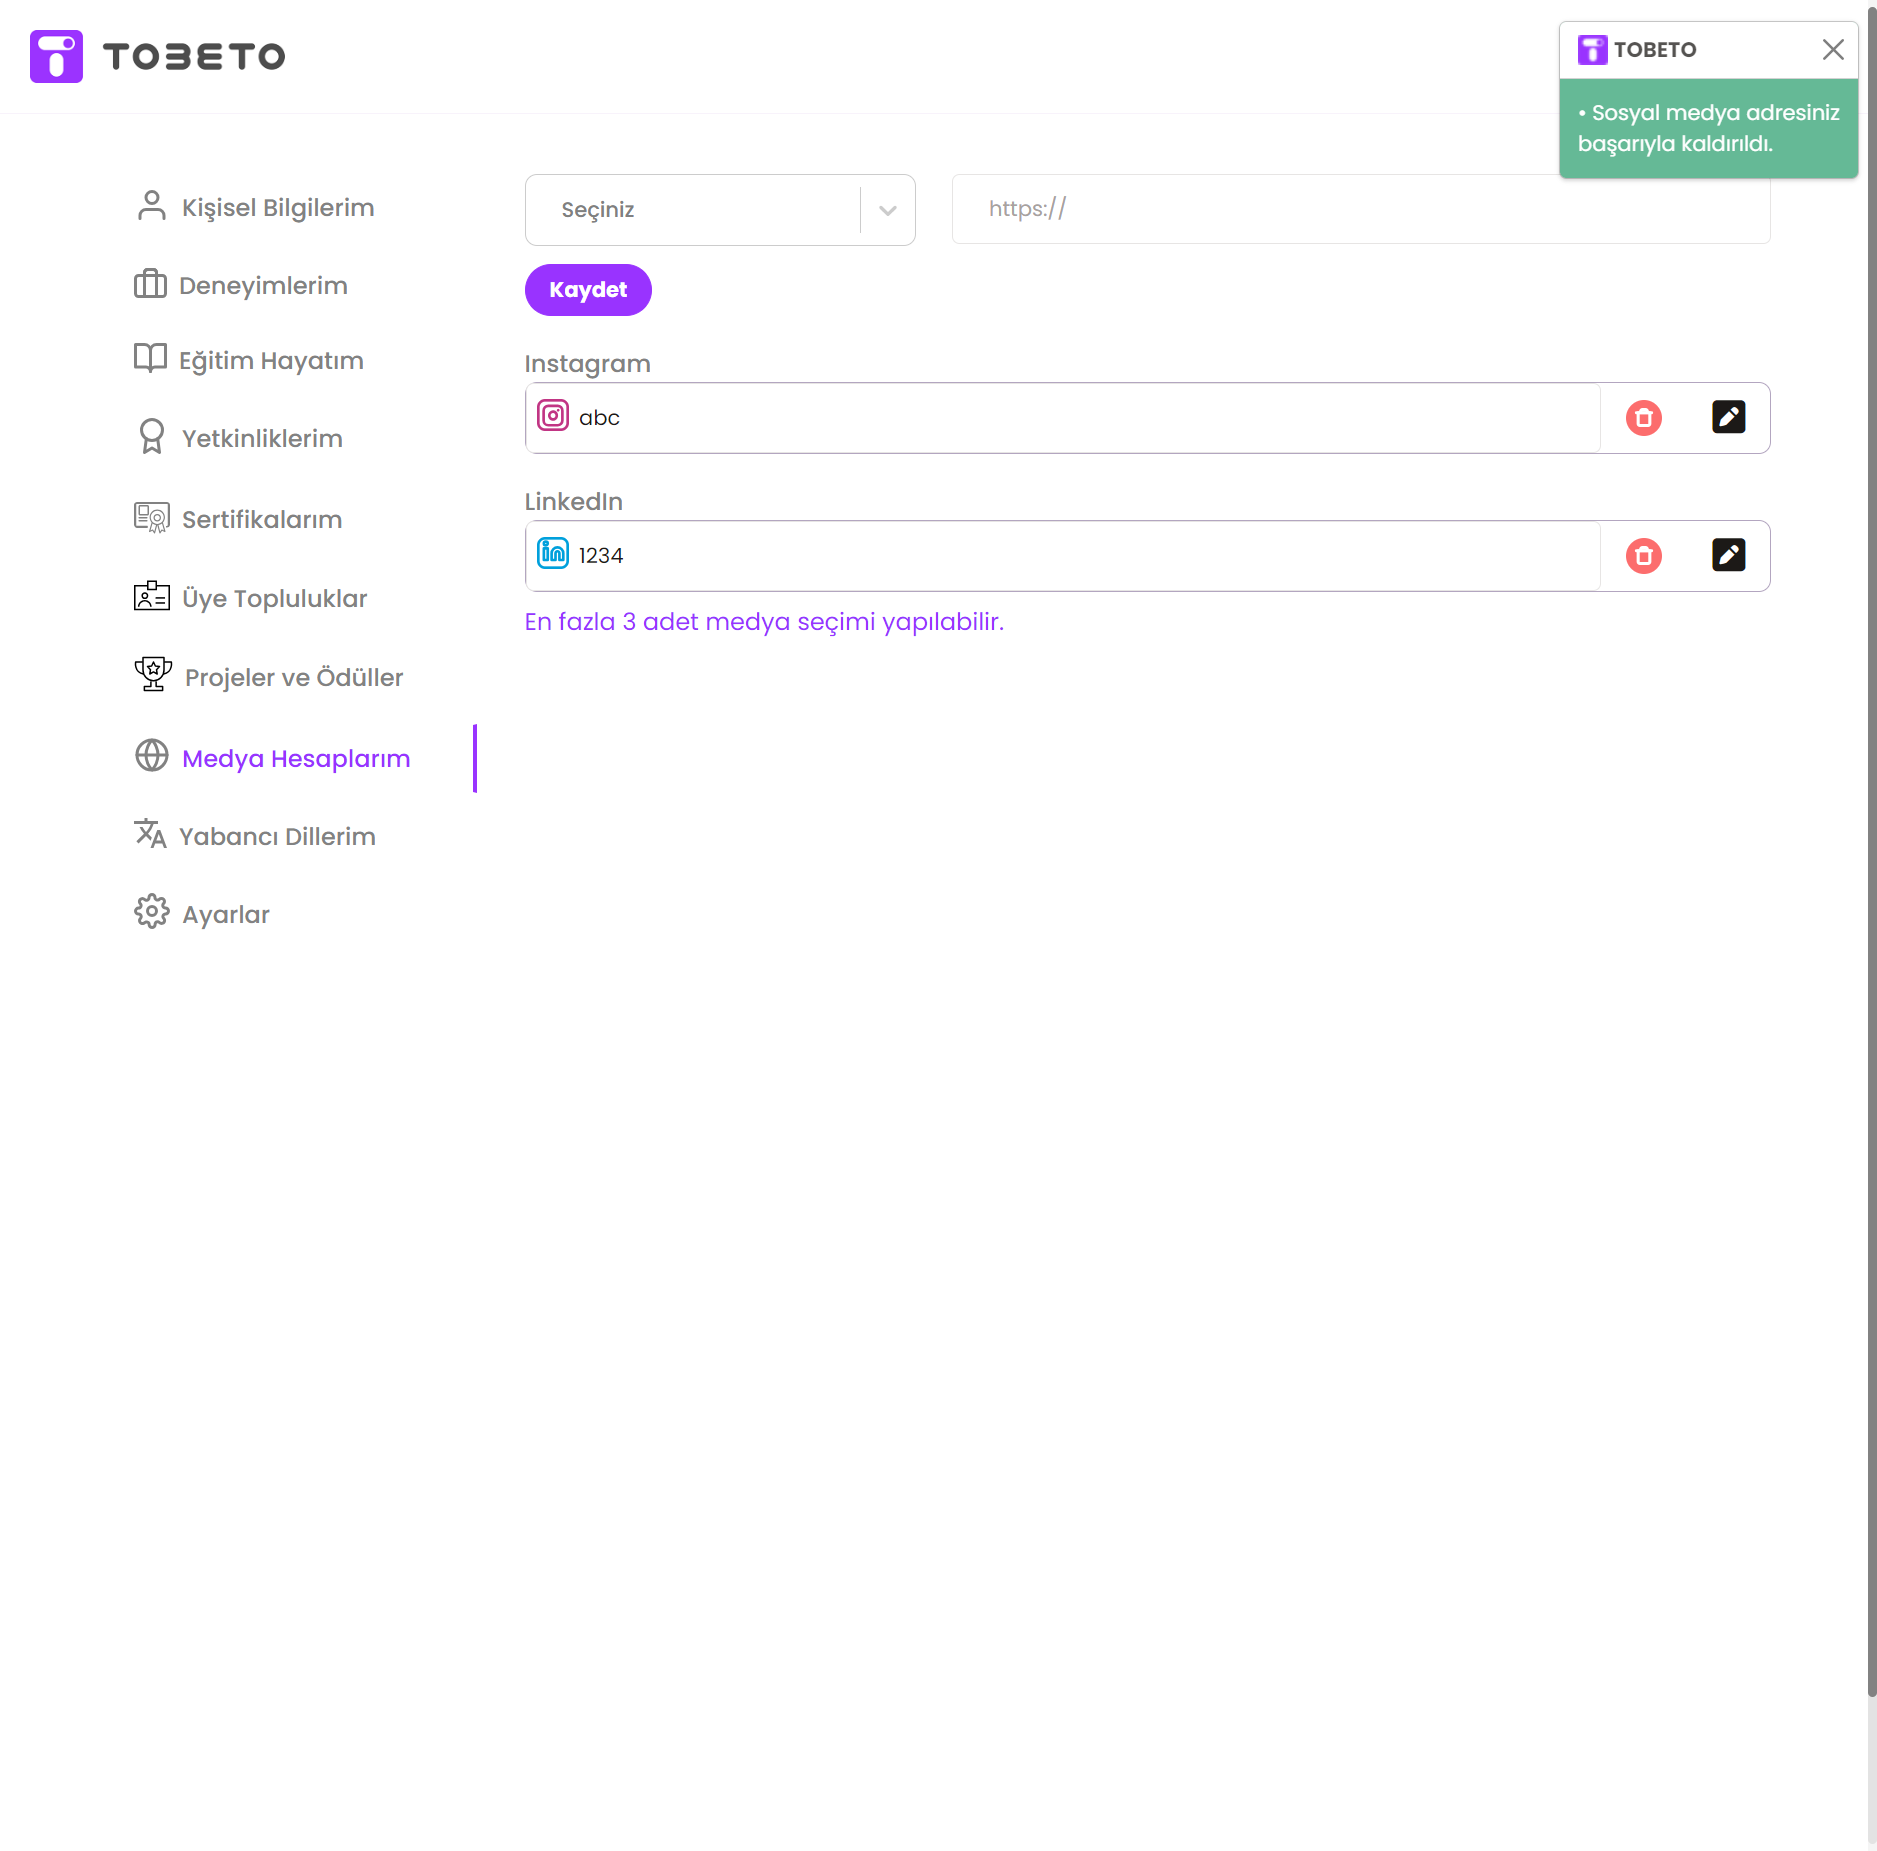 TOBETO
TOBETO
• Sosyal medya adresiniz
başarıyla kaldırıldı.
Kişisel Bilgilerim
Deneyimlerim
Eğitim Hayatım
Yetkinliklerim
Sertifikalarım
Üye Topluluklar
Projeler ve Ödüller
Medya Hesaplarım
Yabancı Dillerim
Ayarlar
Seçiniz
https://
Kaydet
Instagram
abc
LinkedIn
1234
En fazla 3 adet medya seçimi yapılabilir.